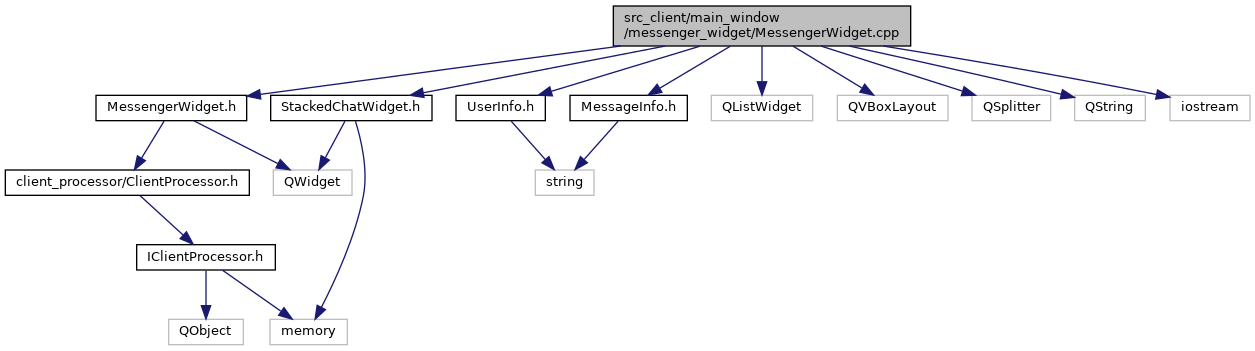 src_client/main_window
/messenger_widget/MessengerWidget.cpp
MessengerWidget.h
StackedChatWidget.h
UserInfo.h
MessageInfo.h
QListWidget
QVBoxLayout
QSplitter
QString
iostream
client_processor/ClientProcessor.h
QWidget
string
IClientProcessor.h
QObject
memory